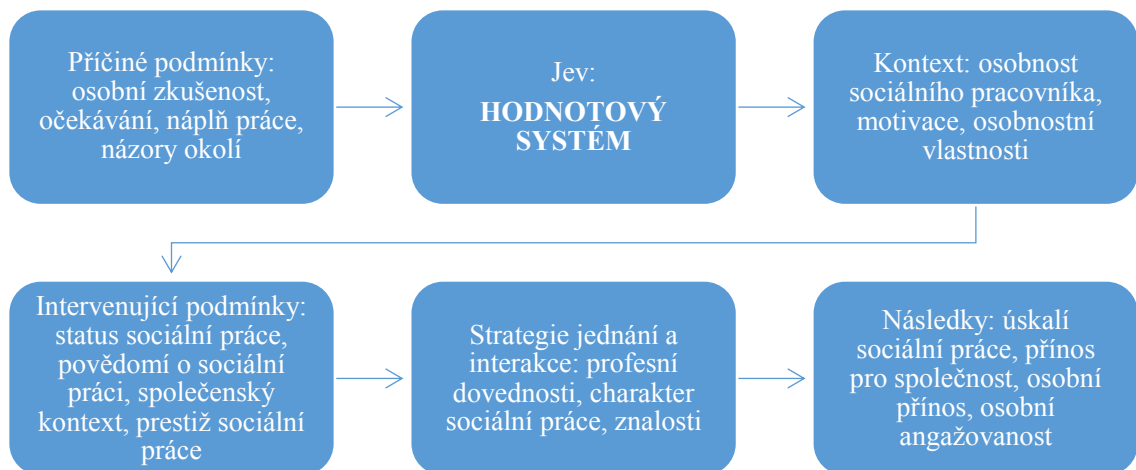 Příčiné podmínky:
osobní zkušenost,
očekávání, náplň práce,
názory okolí
Jev:
HODNOTOVÝ
SYSTÉM
Kontext: osobnost
sociálního pracovníka,
motivace, osobnostní
vlastnosti
Intervenující podmínky:
status sociální práce,
povědomí o sociální
práci, společenský
kontext, prestiž sociální
práce
Strategie jednání a
interakce: profesní
dovednosti, charakter
sociální práce, znalosti
Následky: úskalí
sociální práce, přínos
pro společnost, osobní
přínos, osobní
angažovanost